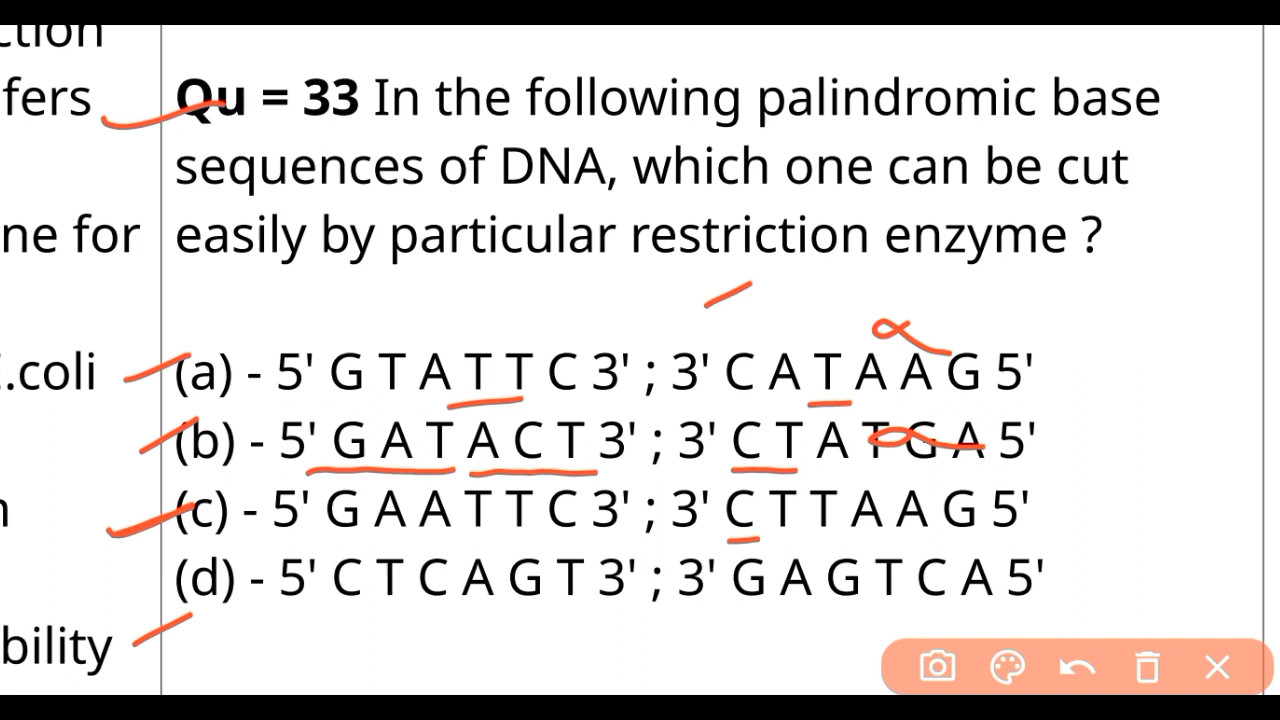 ction
fers
Qu = 33 In the following palindromic base
sequences of DNA, which one can be cut
ne for
easily by particular restriction enzyme ?
.coli
(a) - 5' G T A T T C 3' ; 3' C A T A A G 5'
(b) - 5' G A T A C T 3' ; 3' C T A T G A 5'
(c) - 5' G A A T T C 3' ; 3' C T T A A G 5'
(d) - 5' C T C A G T 3' ; 3' G A G T C A 5'
bility